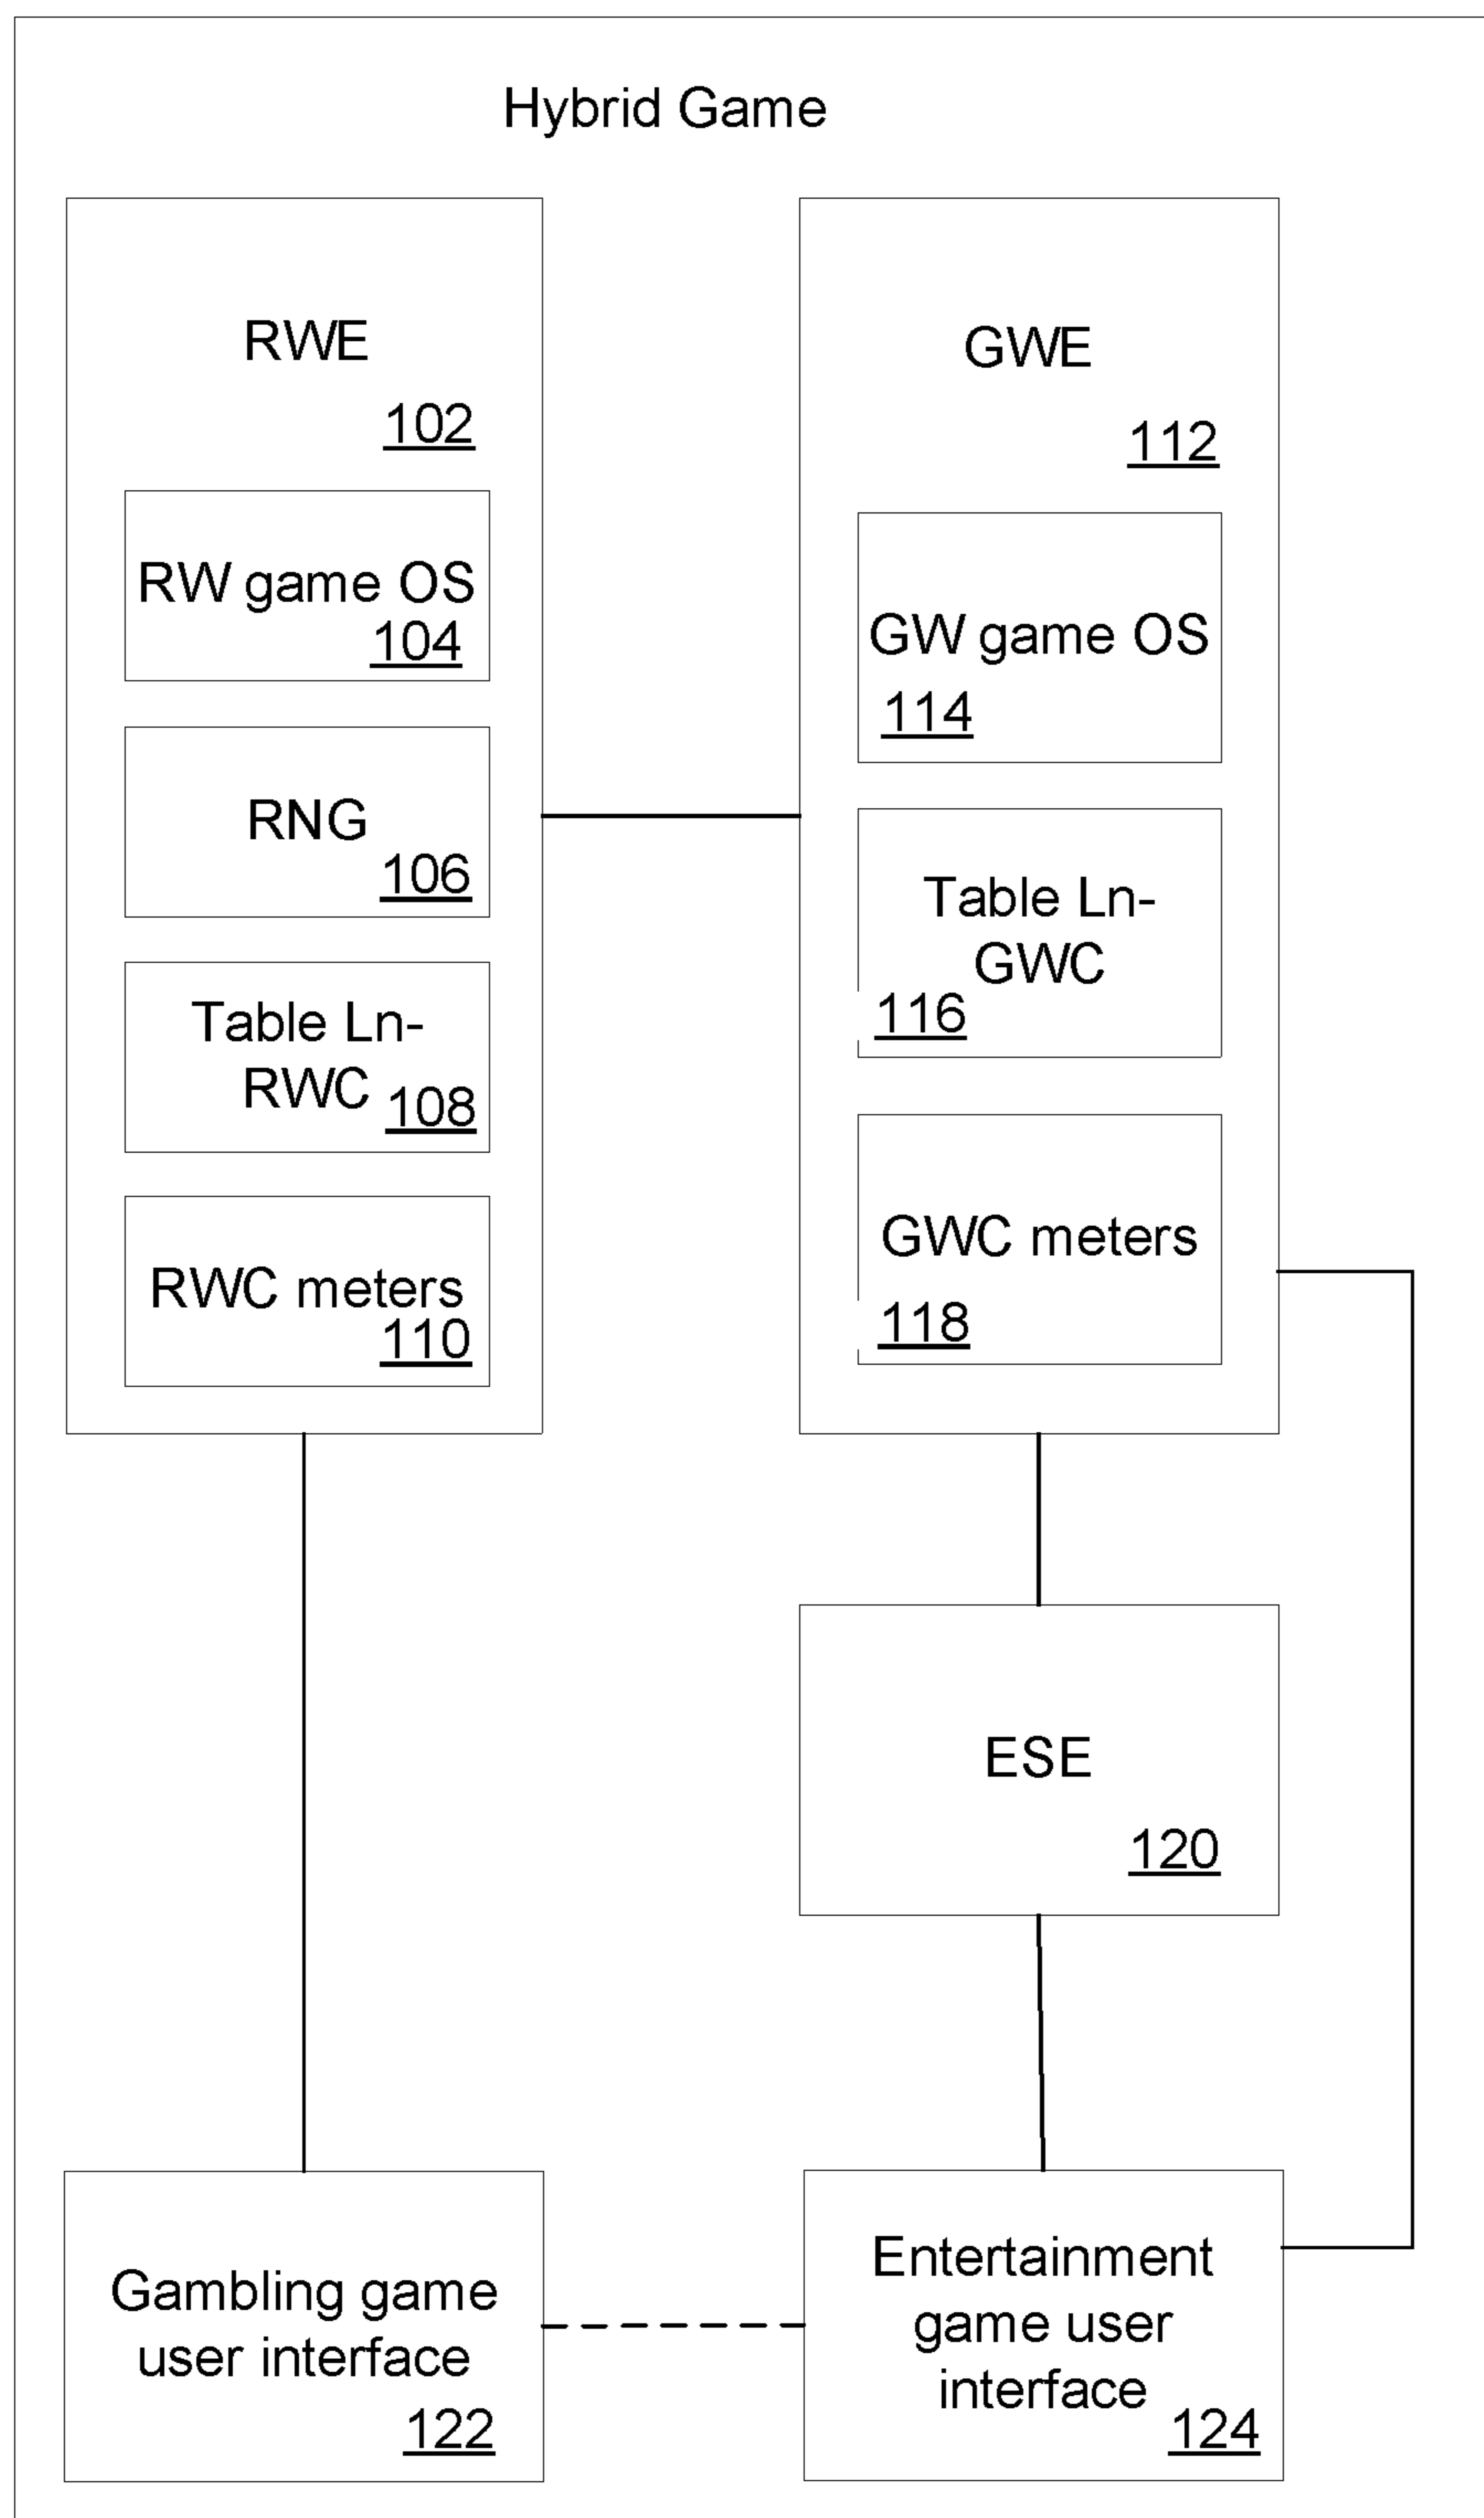 Hybrid Game
RWE
102
RW game OS
104
RNG
106
Table Ln-
RWC
108
RWC meters
110
GWE
112
GW game OS
114
Table Ln-
GWC
116
GWC meters
118
ESE
120
Gambling game
user interface
122
Entertainment
game user
interface
124